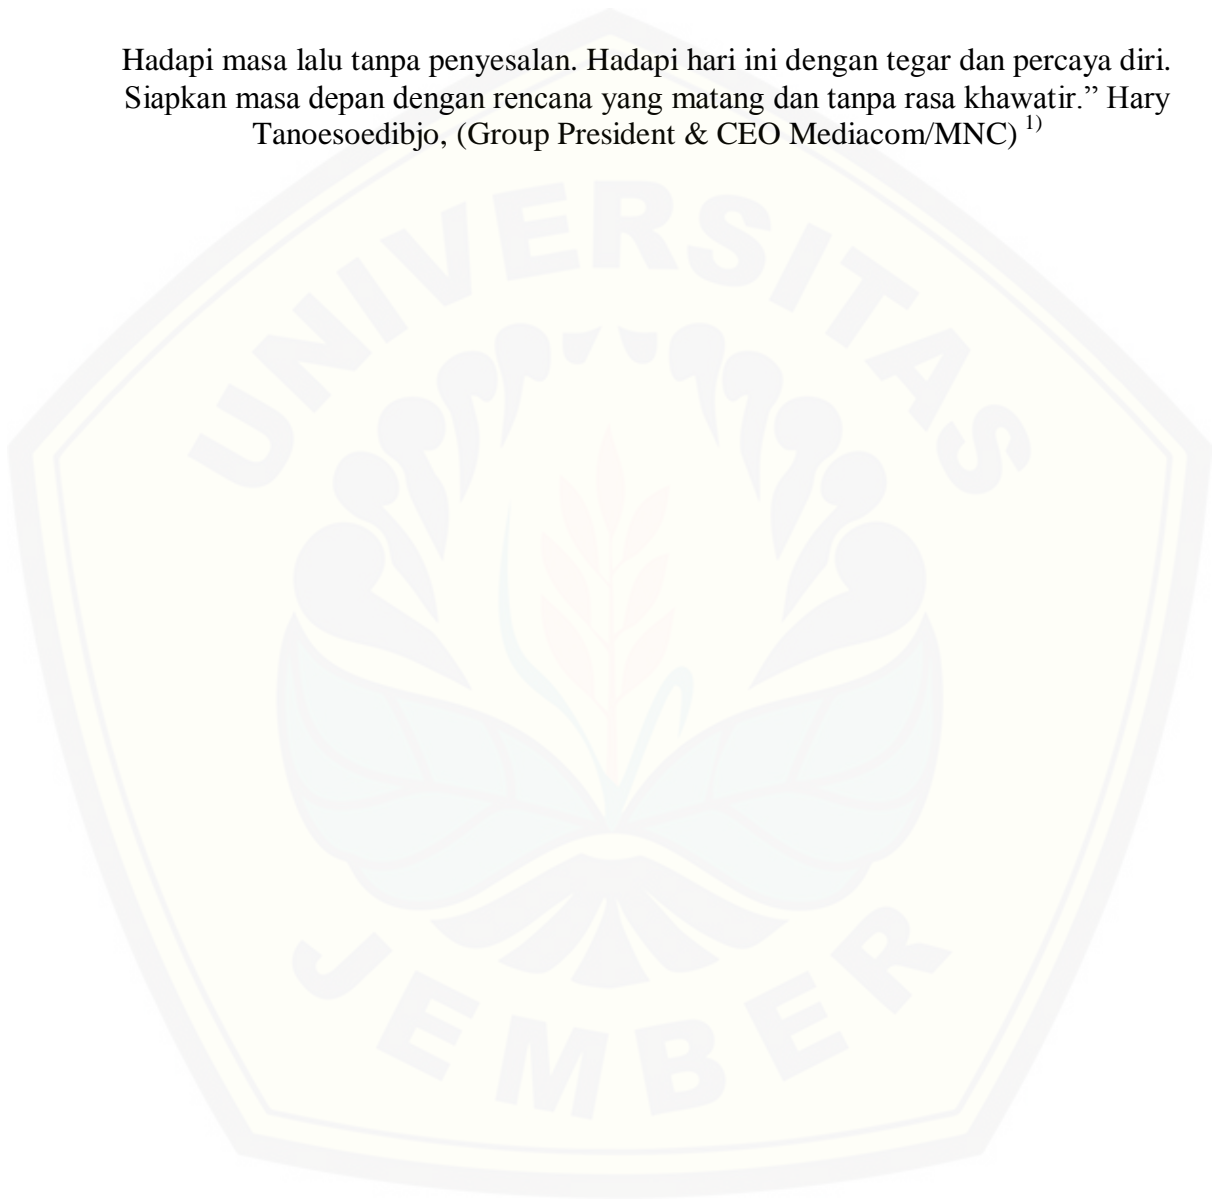 Hadapi masa lalu tanpa penyesalan. Hadapi hari ini dengan tegar dan percaya diri.
Siapkan masa depan dengan rencana yang matang dan tanpa rasa khawatir.” Hary
Tanoesoedibjo, (Group President & CEO Mediacom/MNC) 1)
UNIVERSITAS
JEMBER